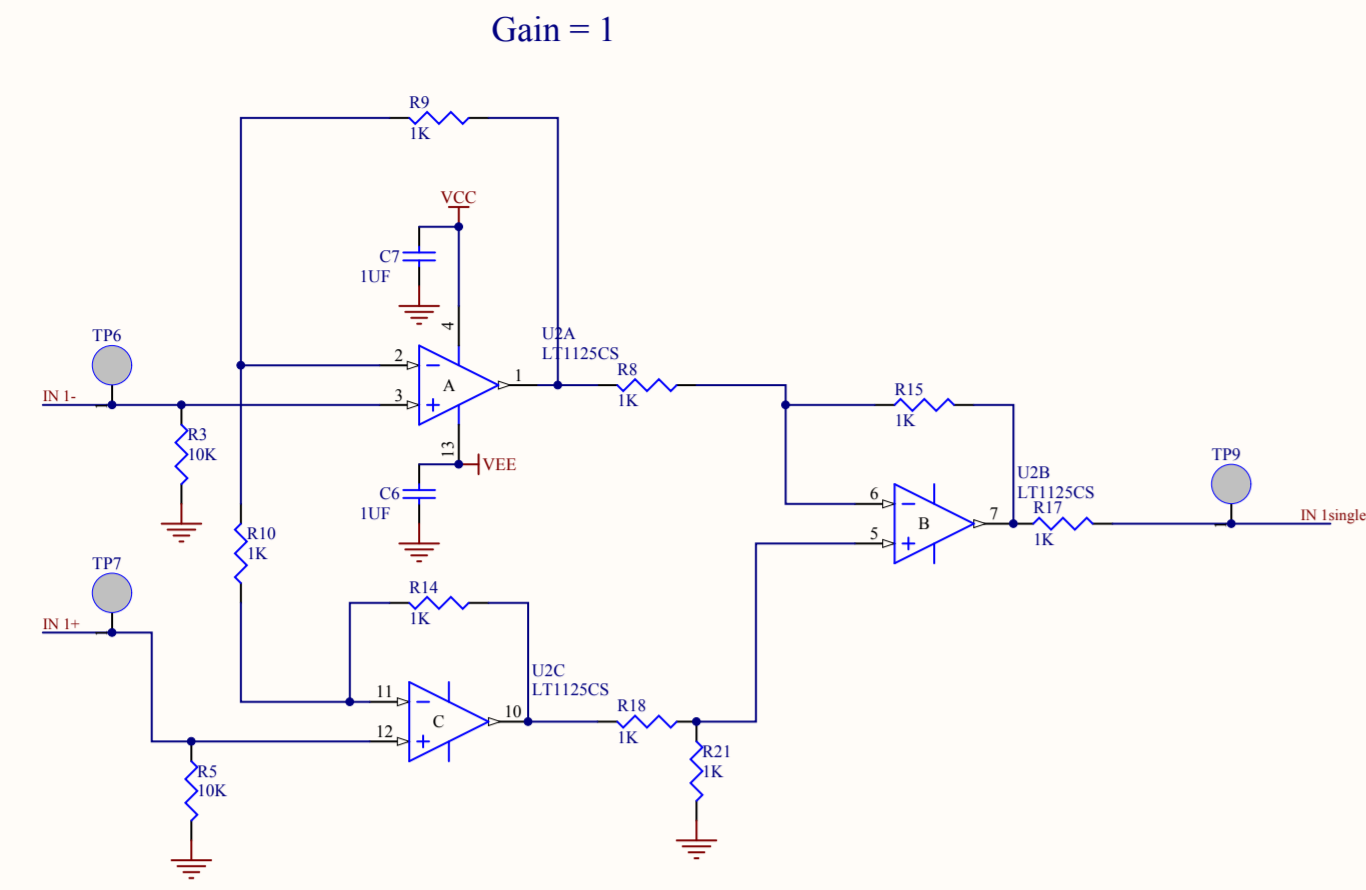 Gain = 1
R9
1K
VCC
C7
1UF
4
U2A
LT1125CS
TP6
2
A
1
R8
1K
IN 1-
3
R15
1K
R3
10K
13
VEE
C6
1UF
TP9
U2B
LT1125CS
6
B
7
R17
1K
IN 1single
5
R10
1K
TP7
R14
1K
IN 1+
U2C
LT1125CS
11
C
10
R18
1K
12
R21
1K
R5
10K